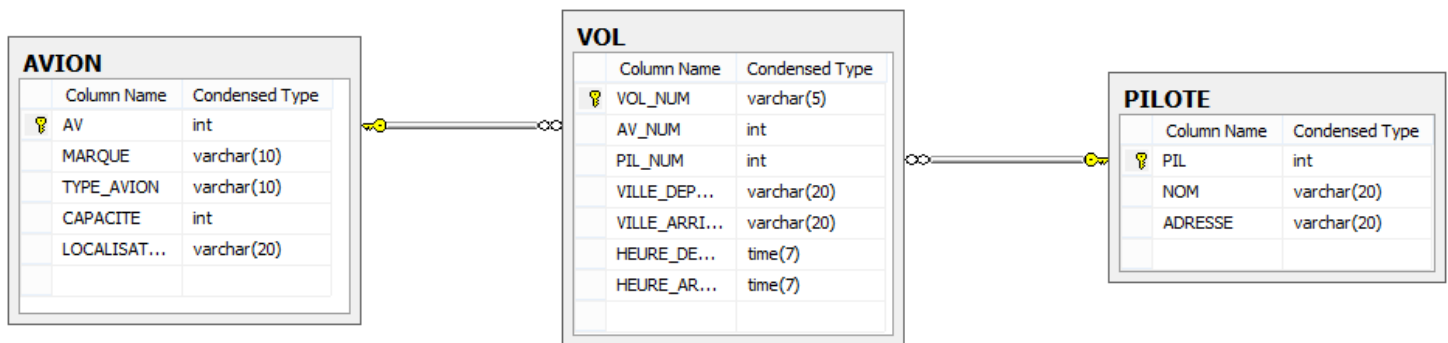 AVION
Column Name Condensed Type
AV int
MARQUE varchar(10)
TYPE_AVION varchar(10)
CAPACITE int
LOCALISAT... varchar(20)
VOL
Column Name Condensed Type
VOL_NUM varchar(5)
AV_NUM int
PIL_NUM int
VILLE_DEP... varchar(20)
VILLE_ARRI... varchar(20)
HEURE_DE... time(7)
HEURE_AR... time(7)
PILOTE
Column Name Condensed Type
PIL int
NOM varchar(20)
ADRESSE varchar(20)